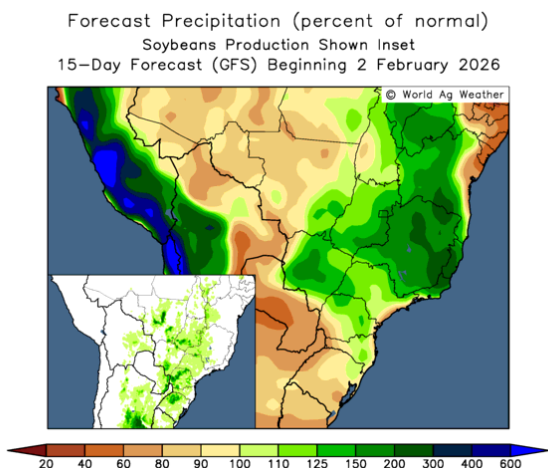 Forecast Precipitation (percent of normal)
Soybeans Production Shown Inset
15-Day Forecast (GFS) Beginning 2 February 2026
© World Ag Weather
20 40 60 80 90 100 110 125 150 200 300 400 600